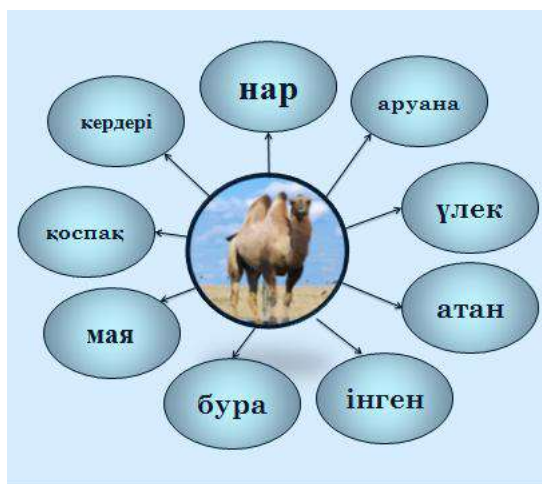 нар
аруана
кердері
үлек
қоспақ
атан
мая
бура
інген